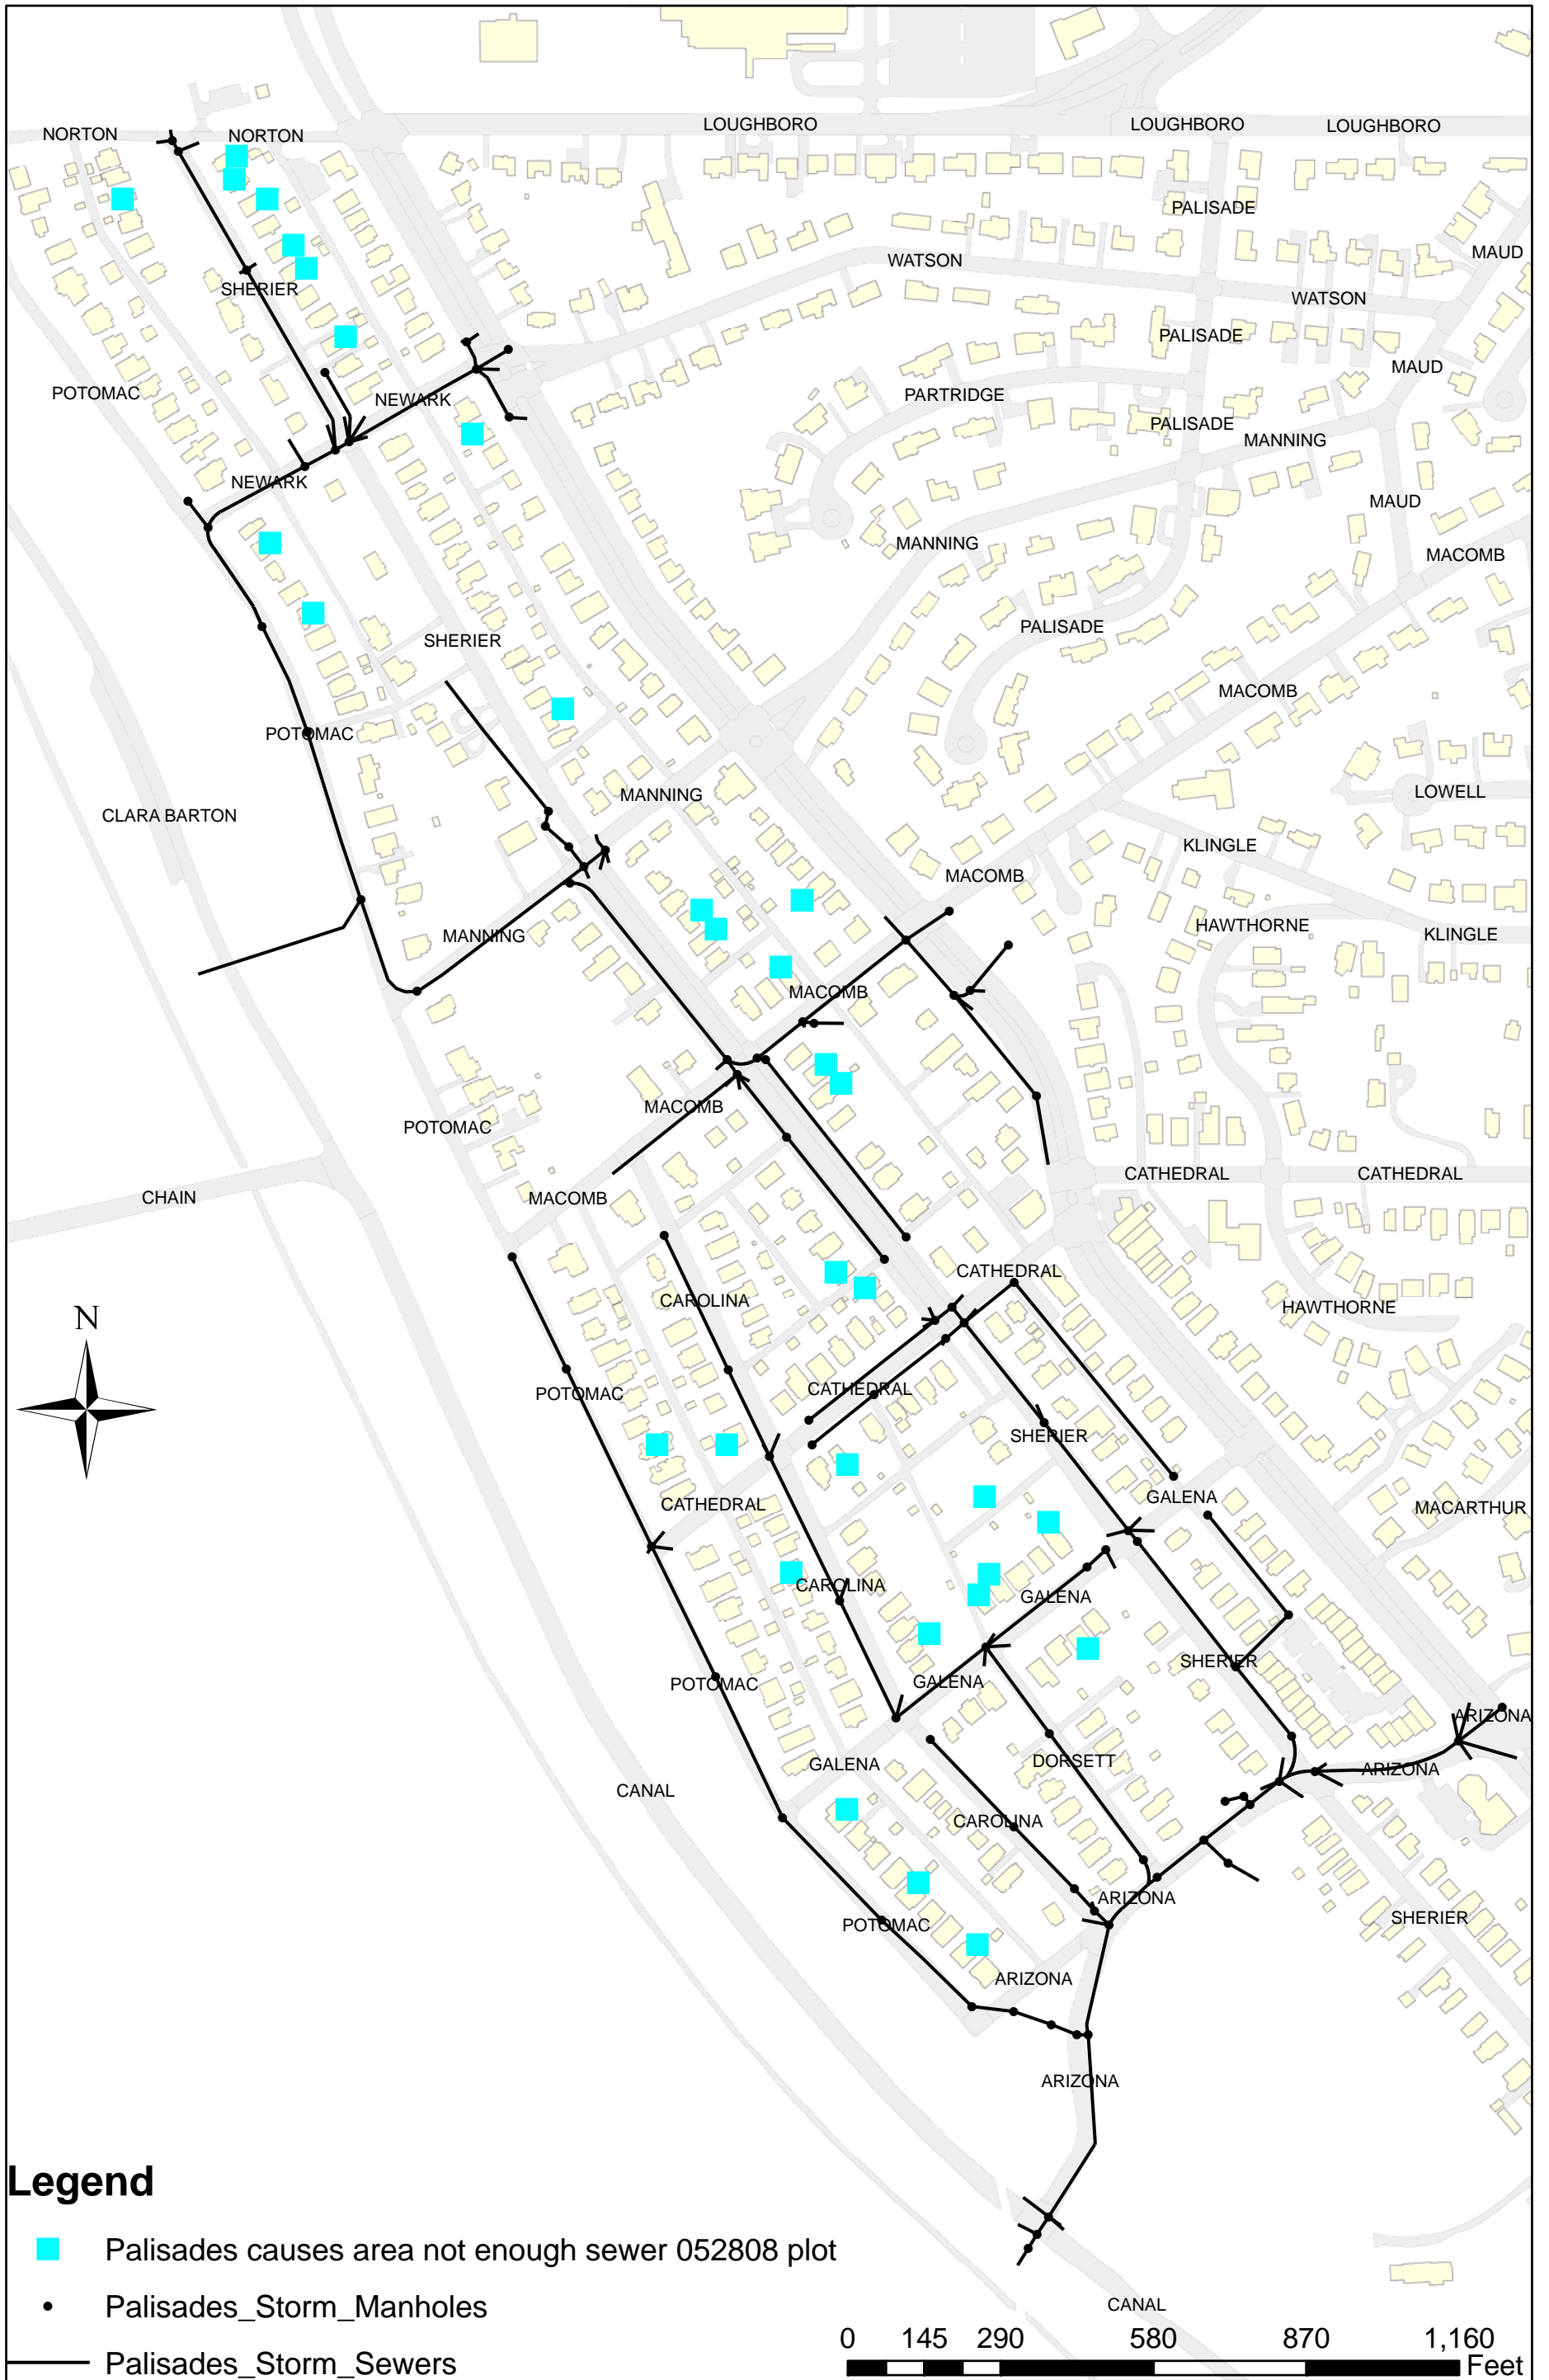 LOUGHBORO LOUGHBORO LOUGHBORO
NORTON NORTON
PALISADE
MAUD
WATSON
SHERIER
WATSON
PALISADE
MAUD
POTOMAC
PARTRIDGE
NEWARK
PALISADE
MANNING
NEWARK
MAUD
MANNING
MACOMB
PALISADE
SHERIER
MACOMB
POTOMAC
LOWELL
MANNING
CLARA BARTON
KLINGLE
MACOMB
HAWTHORNE
KLINGLE
MANNING
MACOMB
MACOMB
POTOMAC
CATHEDRAL CATHEDRAL
CHAIN
MACOMB
CATHEDRAL
CAROLINA
HAWTHORNE
N
CATHEDRAL
POTOMAC
SHERIER
GALENA
CATHEDRAL
MACARTHUR
CAROLINA
GALENA
SHERIER
GALENA
POTOMAC
ARIZONA
DORSETT
GALENA
ARIZONA
CANAL
CAROLINA
ARIZONA
SHERIER
POTOMAC
ARIZONA
ARIZONA
Legend
Palisades causes area not enough sewer 052808 plot
CANAL
Palisades_Storm_Manholes
0 145 290 580 870 1,160
Palisades_Storm_Sewers
Feet